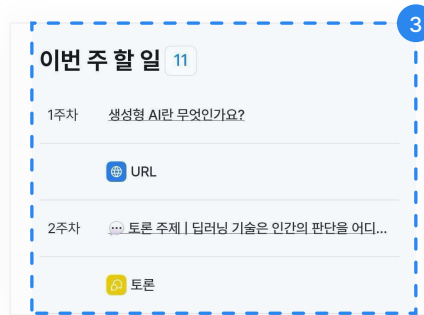 3
이번 주 할 일 11
1주차 생성형 AI란 무엇인가요?
URL
2주차 토론 주제 | 딥러닝 기술은 인간의 판단을 어디...
토론